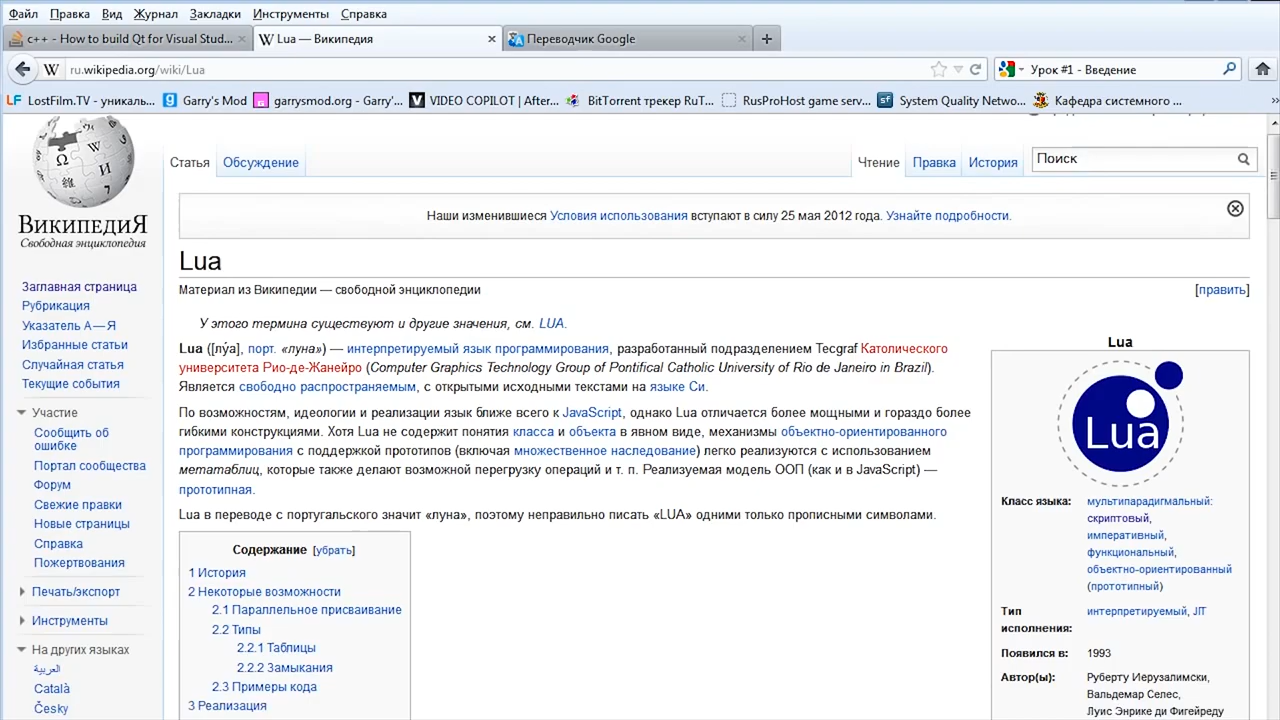 Файл Правка Вид Журнал Закладки Инструменты Справка
c++ - How to build Qt for Visual Stud...
Lua — Википедия
Переводчик Google
ru.wikipedia.org/wiki/Lua
Урок #1 - Введение
LostFilm.TV - уникаль... Garry's Mod garrysmod.org - Garry'... VIDEO COPILOT | After... BitTorrent трекер RuT... RusProHost game serv... System Quality Netwo... Кафедра системного ...
Статья Обсуждение Чтение Правка История Поиск
ВИКИПЕДИЯ
Свободная энциклопедия
Наши изменившиеся Условия использования вступают в силу 25 мая 2012 года. Узнайте подробности.
Lua
Материал из Википедии — свободной энциклопедии
[править]
У этого термина существуют и другие значения, см. LUA.
Lua ([лу́а], порт. «луна») — интерпретируемый язык программирования, разработанный подразделением Tecgraf Католического
университета Рио-де-Жанейро (Computer Graphics Technology Group of Pontifical Catholic University of Rio de Janeiro in Brazil).
Является свободно распространяемым, с открытыми исходными текстами на языке Си.
По возможностям, идеологии и реализации язык ближе всего к JavaScript, однако Lua отличается более мощными и гораздо более
гибкими конструкциями. Хотя Lua не содержит понятия класса и объекта в явном виде, механизмы объектно-ориентированного
программирования с поддержкой прототипов (включая множественное наследование) легко реализуются с использованием
метатаблиц, которые также делают возможной перегрузку операций и т. п. Реализуемая модель ООП (как и в JavaScript) —
прототипная.
Lua в переводе с португальского значит «луна», поэтому неправильно писать «LUA» одними только прописными символами.
Содержание [убрать]
1 История
2 Некоторые возможности
2.1 Параллельное присваивание
2.2 Типы
2.2.1 Таблицы
2.2.2 Замыкания
2.3 Примеры кода
3 Реализация
Заглавная страница
Рубрикация
Указатель А — Я
Избранные статьи
Случайная статья
Текущие события
Участие
Сообщить об
ошибке
Портал сообщества
Форум
Свежие правки
Новые страницы
Справка
Пожертвования
Печать/экспорт
Инструменты
На других языках
العربية
Català
Česky
Lua
Lua
Класс языка: мультипарадигмальный:
скриптовый,
императивный,
функциональный,
объектно-ориентированный
(прототипный)
Тип интерпретируемый, JIT
исполнения:
Появился в: 1993
Автор(ы): Руберту Иерузалимски,
Вальдемар Селес,
Луис Энрике ди Фигейреду